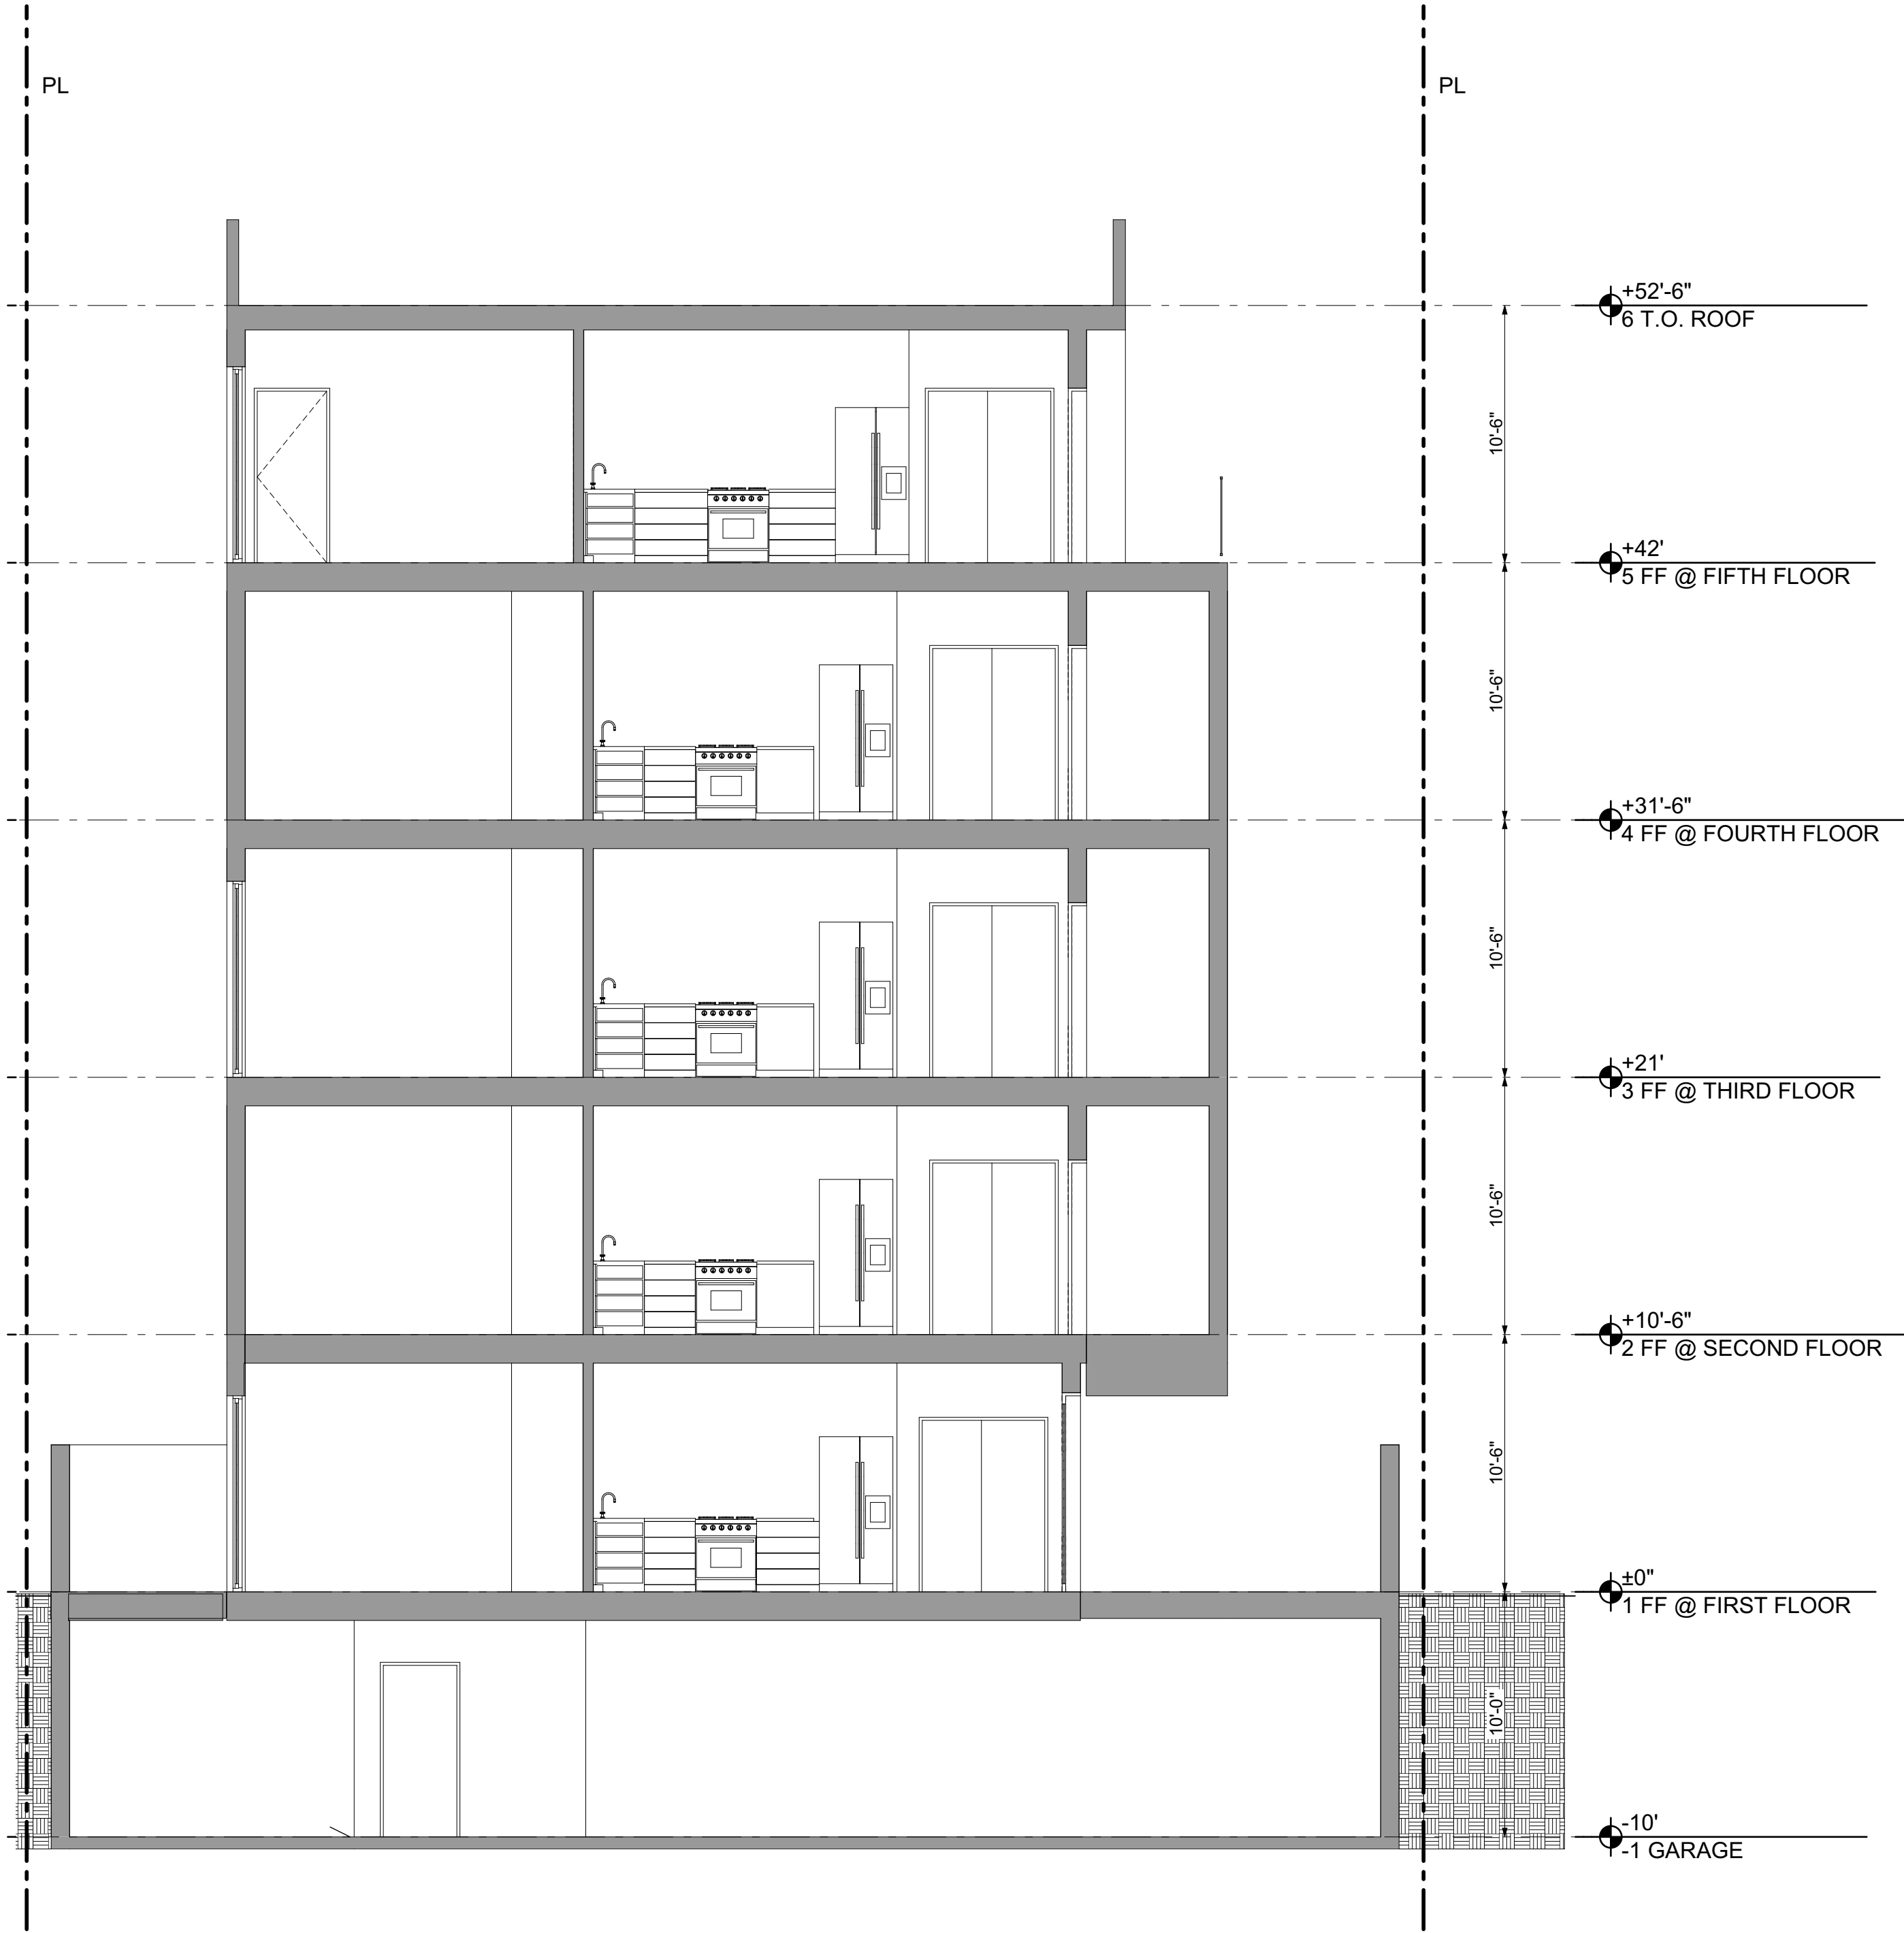 PL
PL
+52'-6"
6 T.O. ROOF
10'-6"
+42'
5 FF @ FIFTH FLOOR
10'-6"
+31'-6"
4 FF @ FOURTH FLOOR
10'-6"
+21'
3 FF @ THIRD FLOOR
10'-6"
+10'-6"
2 FF @ SECOND FLOOR
10'-6"
±0"
1 FF @ FIRST FLOOR
10'-0"
-10'
-1 GARAGE